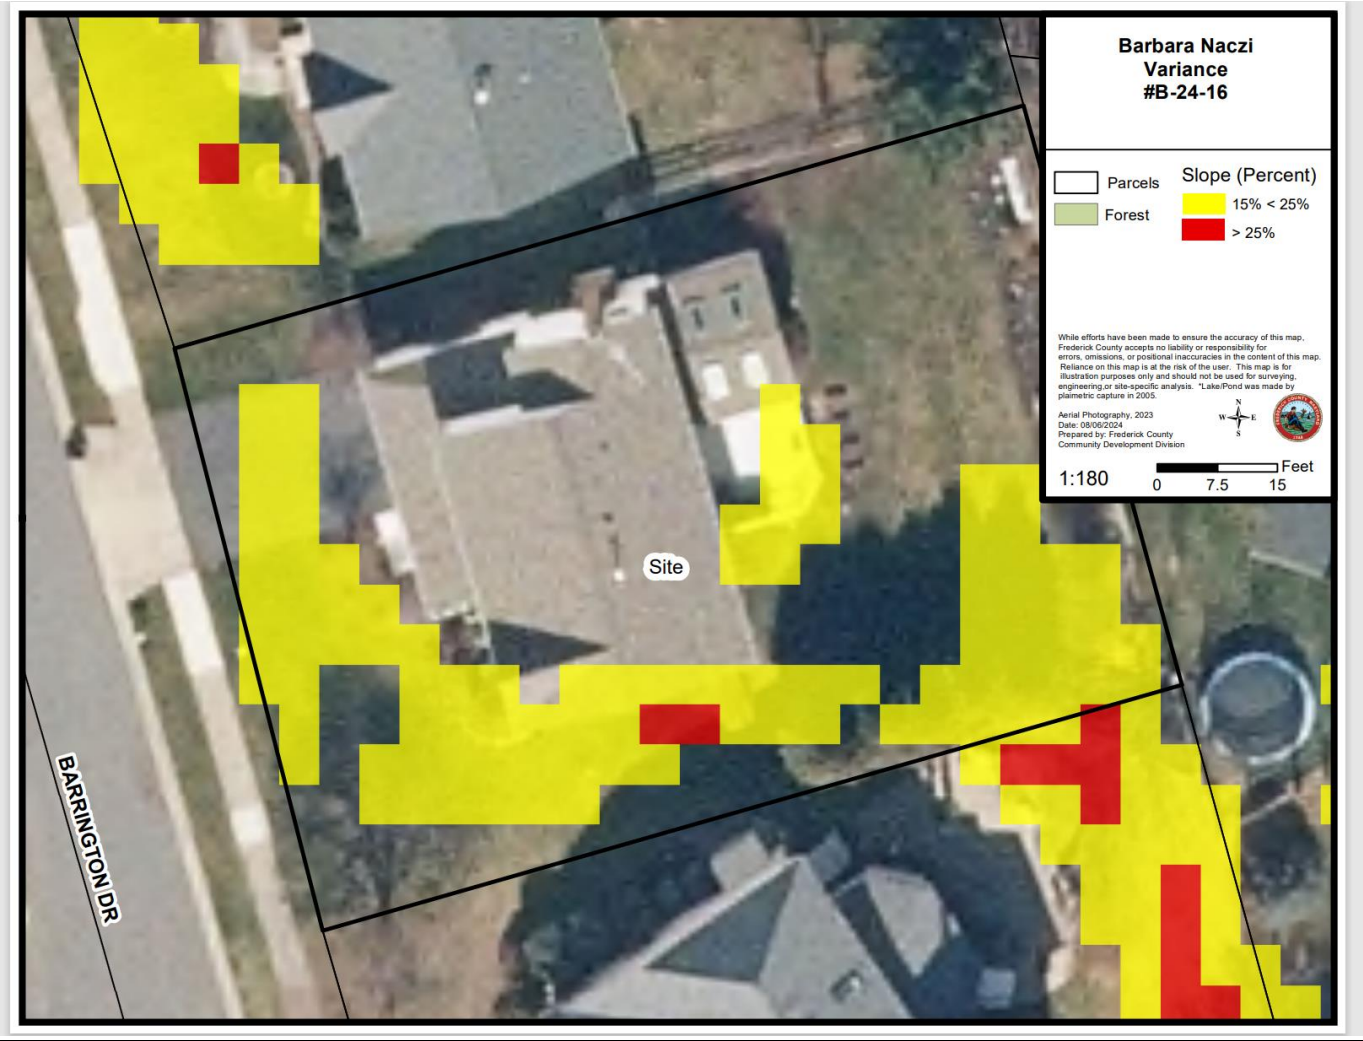 Barbara Naczi
Variance
#B-24-16
Parcels
Forest
Slope (Percent)
15% < 25%
> 25%
While efforts have been made to ensure the accuracy of this map,
Frederick County accepts no liability or responsibility for
errors, omissions, or positional inaccuracies in the content of this map.
Reliance on this map is at the risk of the user. This map is for
illustration purposes only and should not be used for surveying,
engineering,or site-specific analysis. *Lake/Pond was made by
plaimetric capture in 2005.
Aerial Photography, 2023
Date: 08/06/2024
Prepared by: Frederick County
Community Development Division
N
W E
S
1:180
Feet
0 7.5 15
Site
BARRINGTON DR